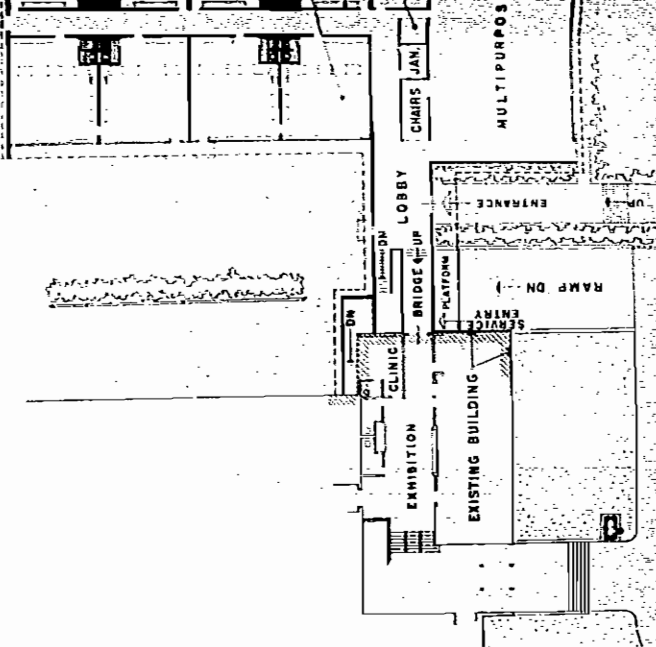 MULTIPURPOS
JAN.
CHAIRS
LOBBY
ENTRANCE
UP
DN
UP
BRIDGE
PLATFORM
RAMP DN
SERVICE
ENTRY
DN
CLINIC
EXHIBITION
EXISTING BUILDING